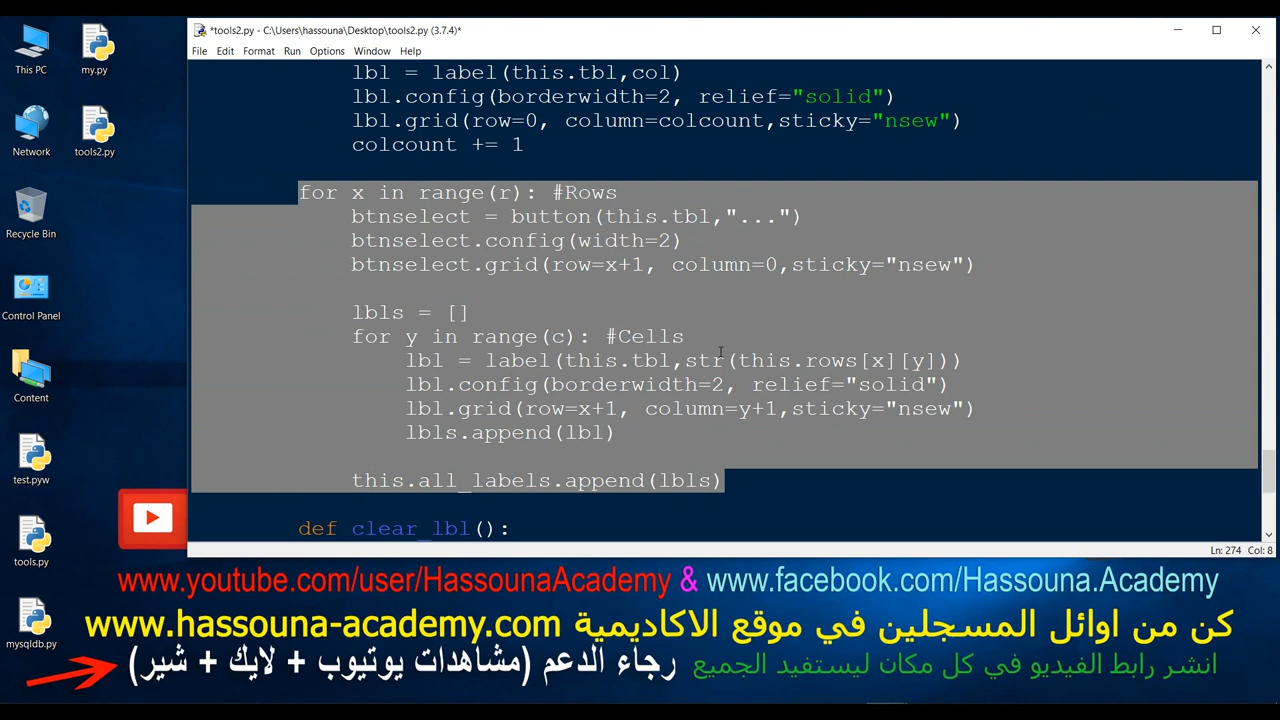 *tools2.py - C:\Users\hassouna\Desktop\tools2.py (3.7.4)*
File Edit Format Run Options Window Help
lbl = label(this.tbl,col)
lbl.config(borderwidth=2, relief="solid")
lbl.grid(row=0, column=colcount,sticky="nsew")
colcount += 1
for x in range(r): #Rows
btnselect = button(this.tbl,"...")
btnselect.config(width=2)
btnselect.grid(row=x+1, column=0,sticky="nsew")
lbls = []
for y in range(c): #Cells
lbl = label(this.tbl,str(this.rows[x][y]))
lbl.config(borderwidth=2, relief="solid")
lbl.grid(row=x+1, column=y+1,sticky="nsew")
lbls.append(lbl)
this.all_labels.append(lbls)
def clear_lbl():
Ln: 274 Col: 8
This PC
my.py
Network
tools2.py
Recycle Bin
Control Panel
Content
test.pyw
tools.py
mysqldb.py
www.youtube.com/user/HassounaAcademy & www.facebook.com/Hassouna.Academy
كن من اوائل المسجلين في موقع الاكاديمية www.hassouna-academy.com
انشر رابط الفيديو في كل مكان ليستفيد الجميع رجاء الدعم (مشاهدات يوتيوب + لايك + شير)